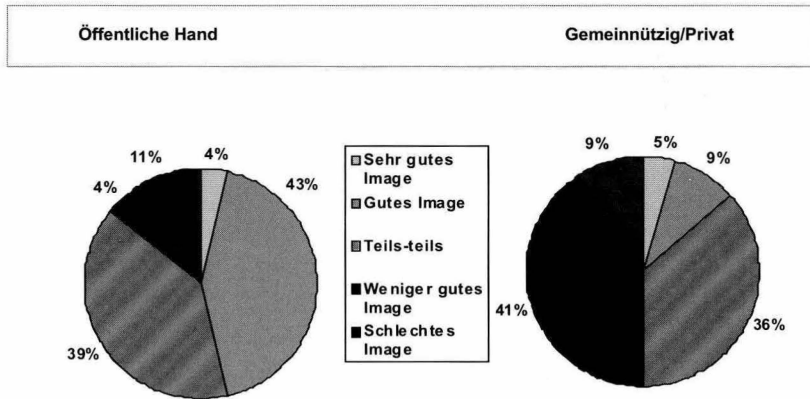 Öffentliche Hand
Gemeinnützig/Privat
11%
4%
43%
4%
39%
Sehr gutes
Image
Gutes Image
Teils-teils
Weniger gutes
Image
Schlechtes
Image
9%
5%
9%
41%
36%